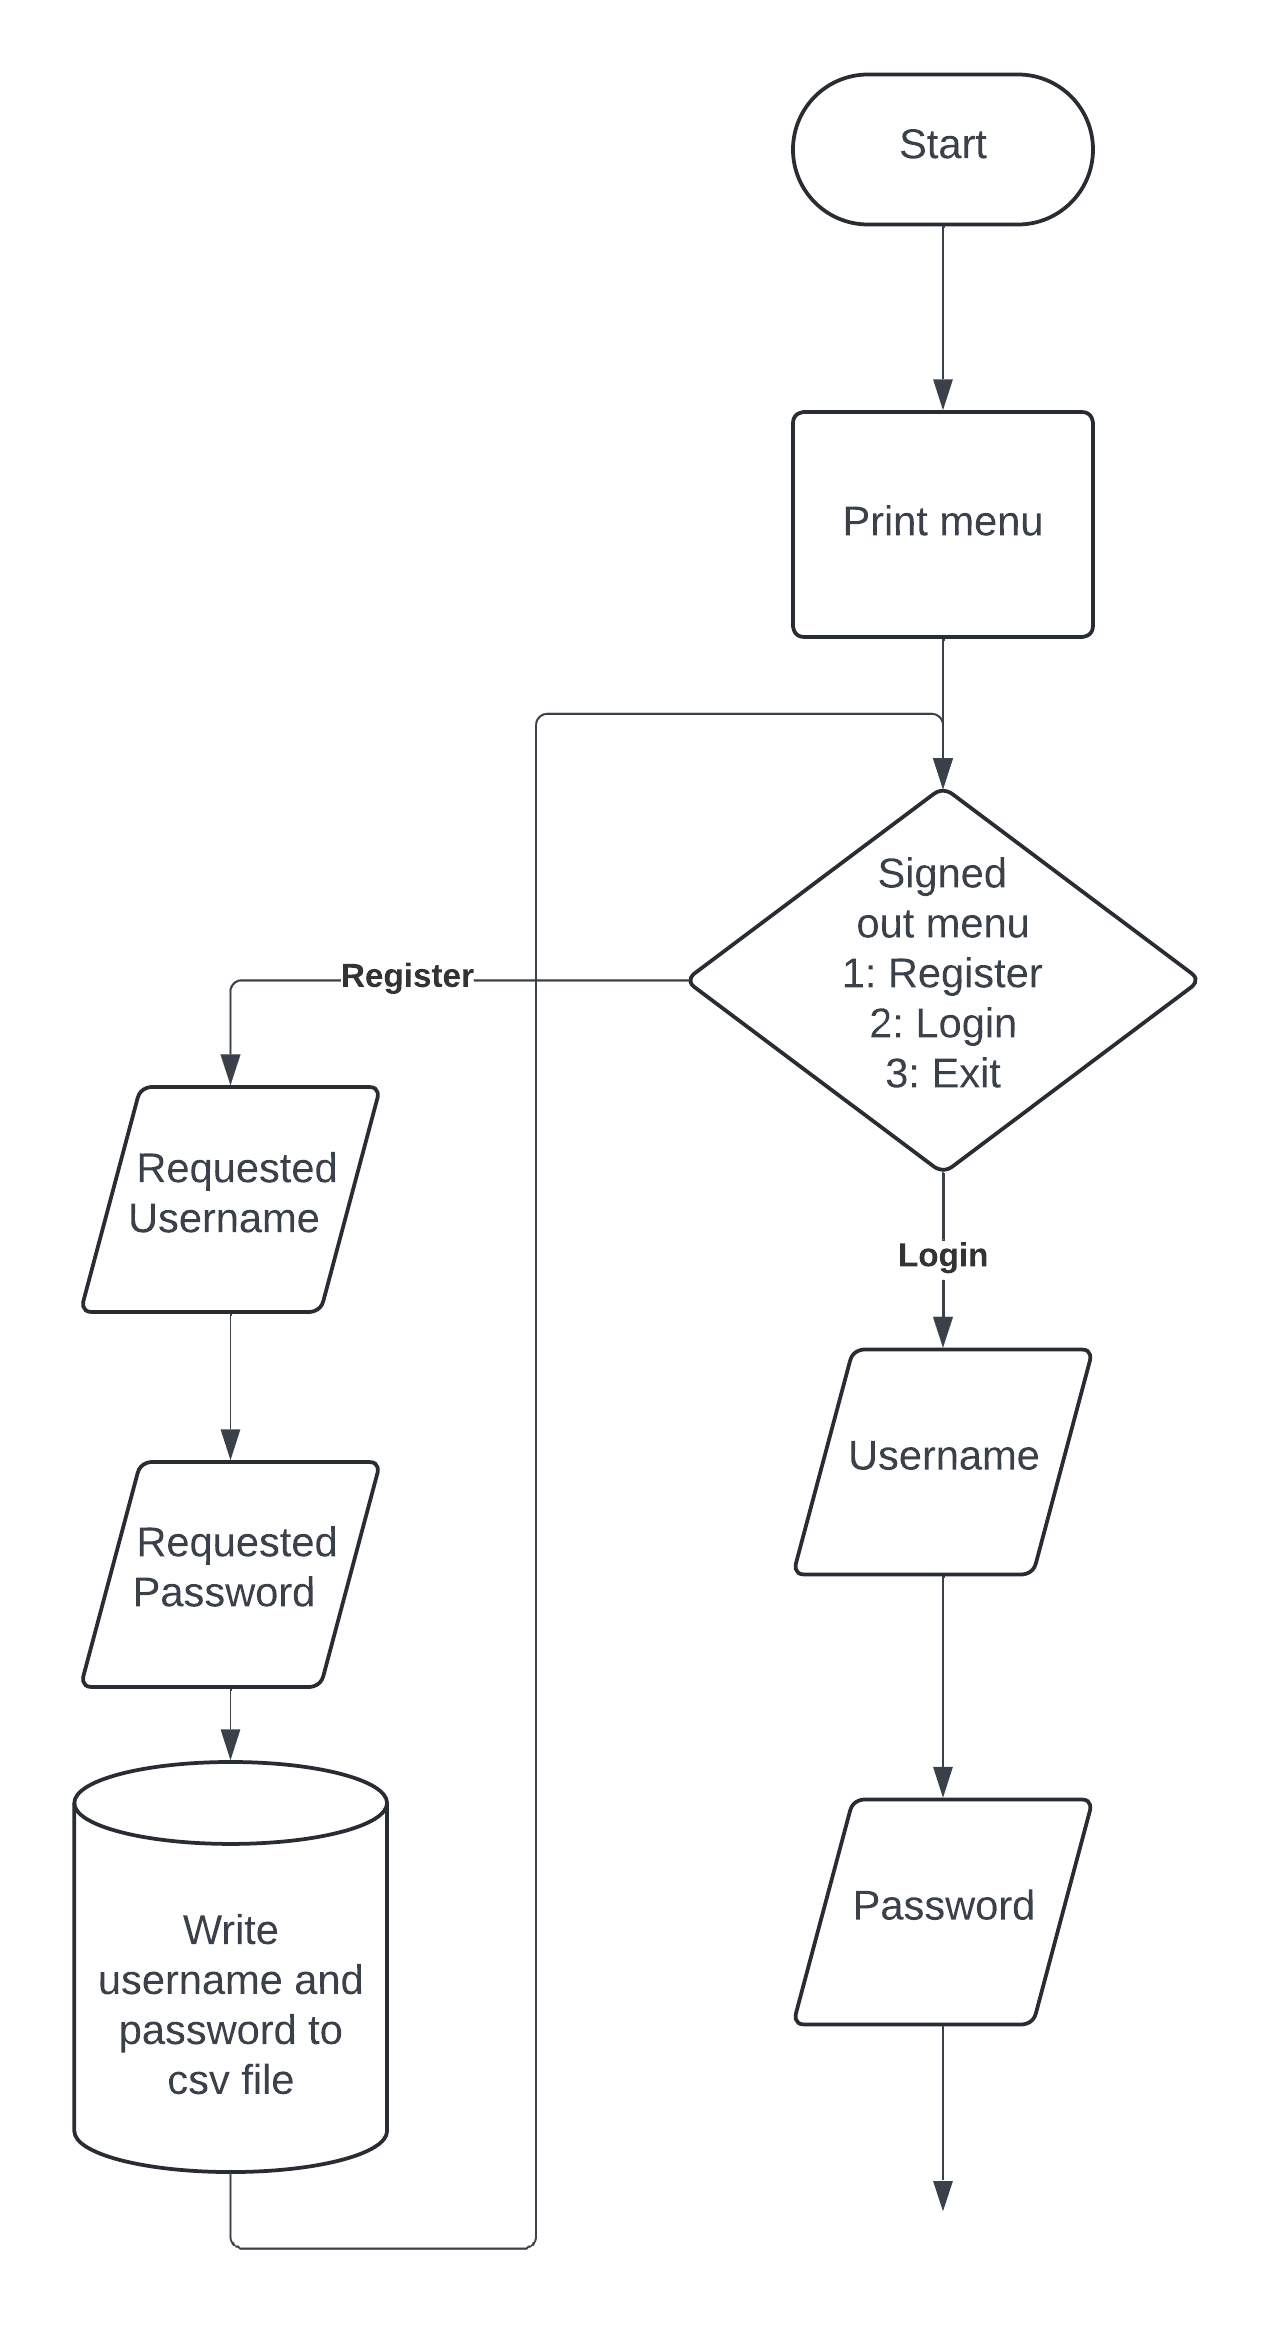 Start
Print menu
Signed
out menu
1: Register
2: Login
3: Exit
Register
Requested
Username
Login
Username
Requested
Password
Password
Write
username and
password to
csv file